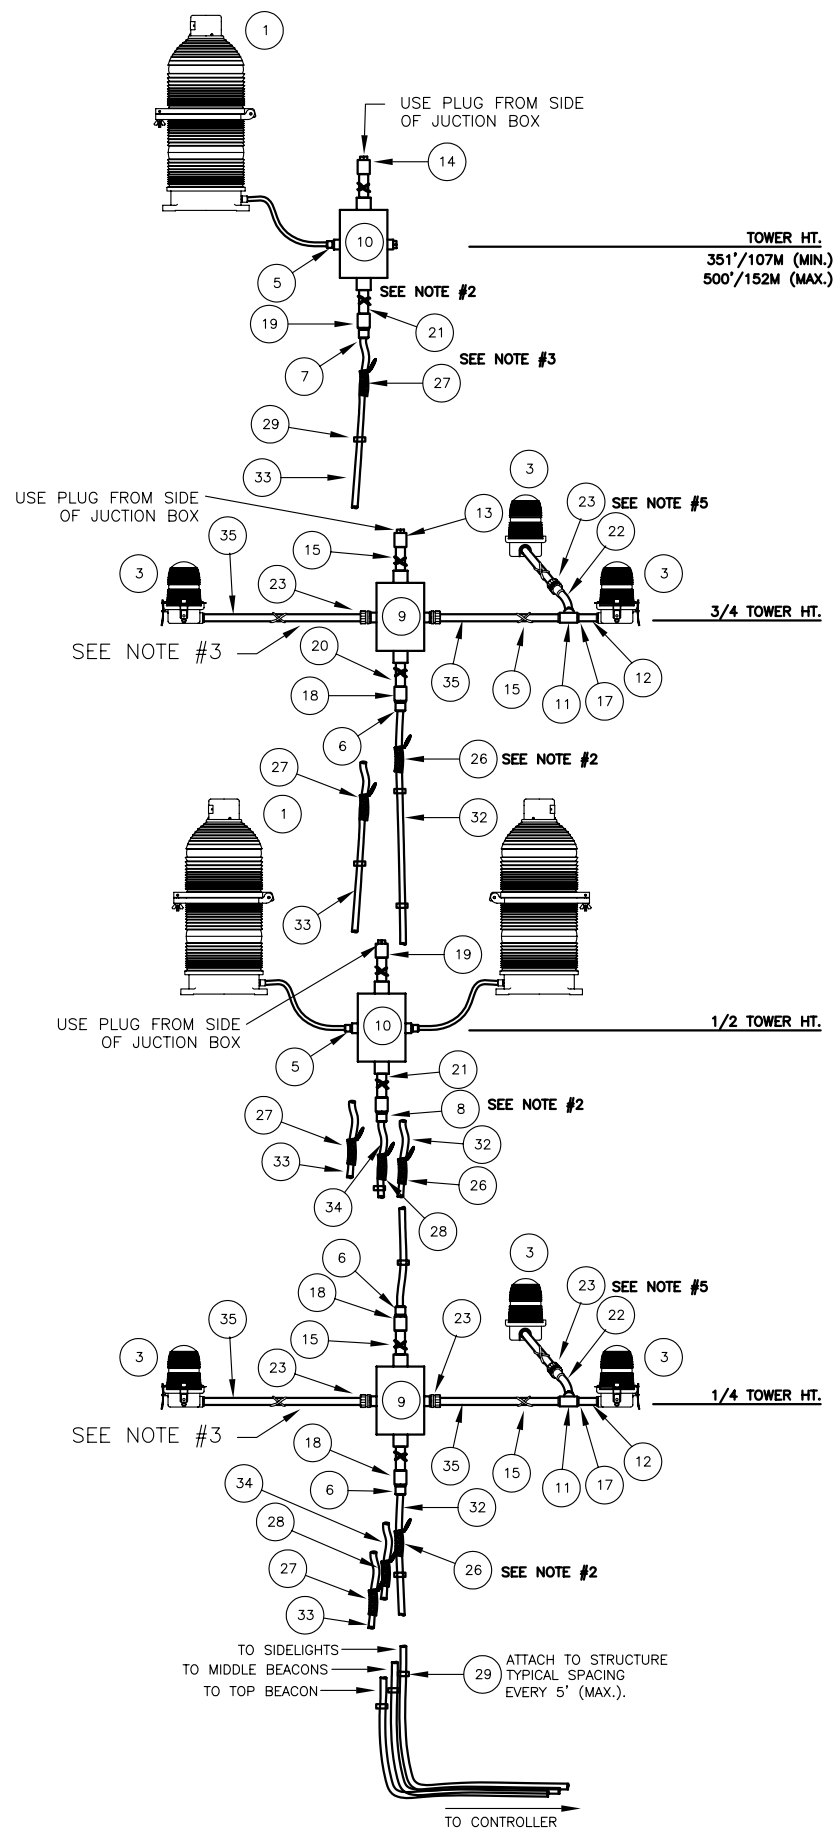 1
USE PLUG FROM SIDE
OF JUCTION BOX
14
10
TOWER HT.
351'/107M (MIN.)
500'/152M (MAX.)
5
SEE NOTE #2
19
21
7
SEE NOTE #3
27
29
33
3
23
SEE NOTE #5
USE PLUG FROM SIDE
OF JUCTION BOX
13
22
35
15
3
23
3
9
3/4 TOWER HT.
SEE NOTE #3
20
35
15
11
17
12
18
6
27
26
SEE NOTE #2
1
32
33
19
USE PLUG FROM SIDE
OF JUCTION BOX
10
1/2 TOWER HT.
5
21
8
SEE NOTE #2
27
32
33
34
26
28
3
6
23
SEE NOTE #5
18
22
35
15
23
3
23
3
9
1/4 TOWER HT.
SEE NOTE #3
18
35
15
11
17
12
34
6
32
28
27
26
SEE NOTE #2
33
TO SIDELIGHTS
TO MIDDLE BEACONS
TO TOP BEACON
29
ATTACH TO STRUCTURE
TYPICAL SPACING
EVERY 5' (MAX.).
TO CONTROLLER